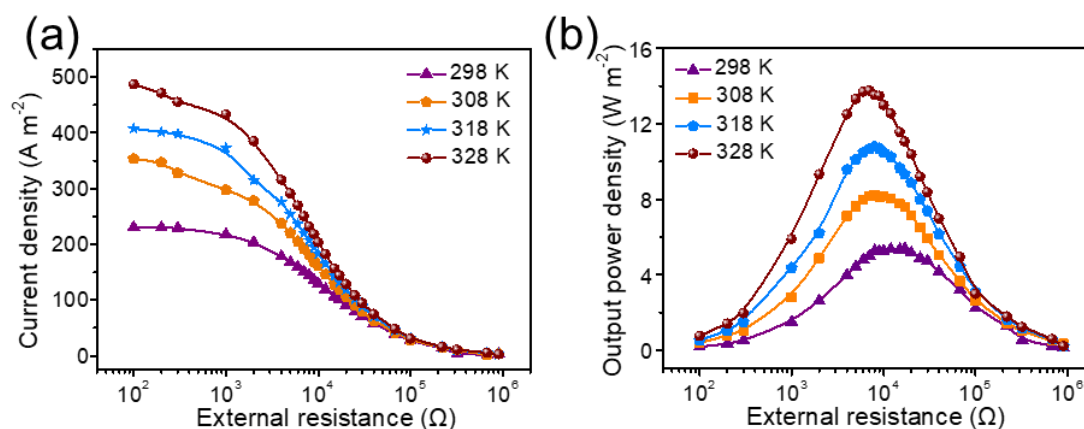 (a)
Current density (A m⁻²)
500
400
300
200
100
0
298 K
308 K
318 K
328 K
10² 10³ 10⁴ 10⁵ 10⁶
External resistance (Ω)
(b)
Output power density (W m⁻²)
16
12
8
4
0
298 K
308 K
318 K
328 K
10² 10³ 10⁴ 10⁵ 10⁶
External resistance (Ω)